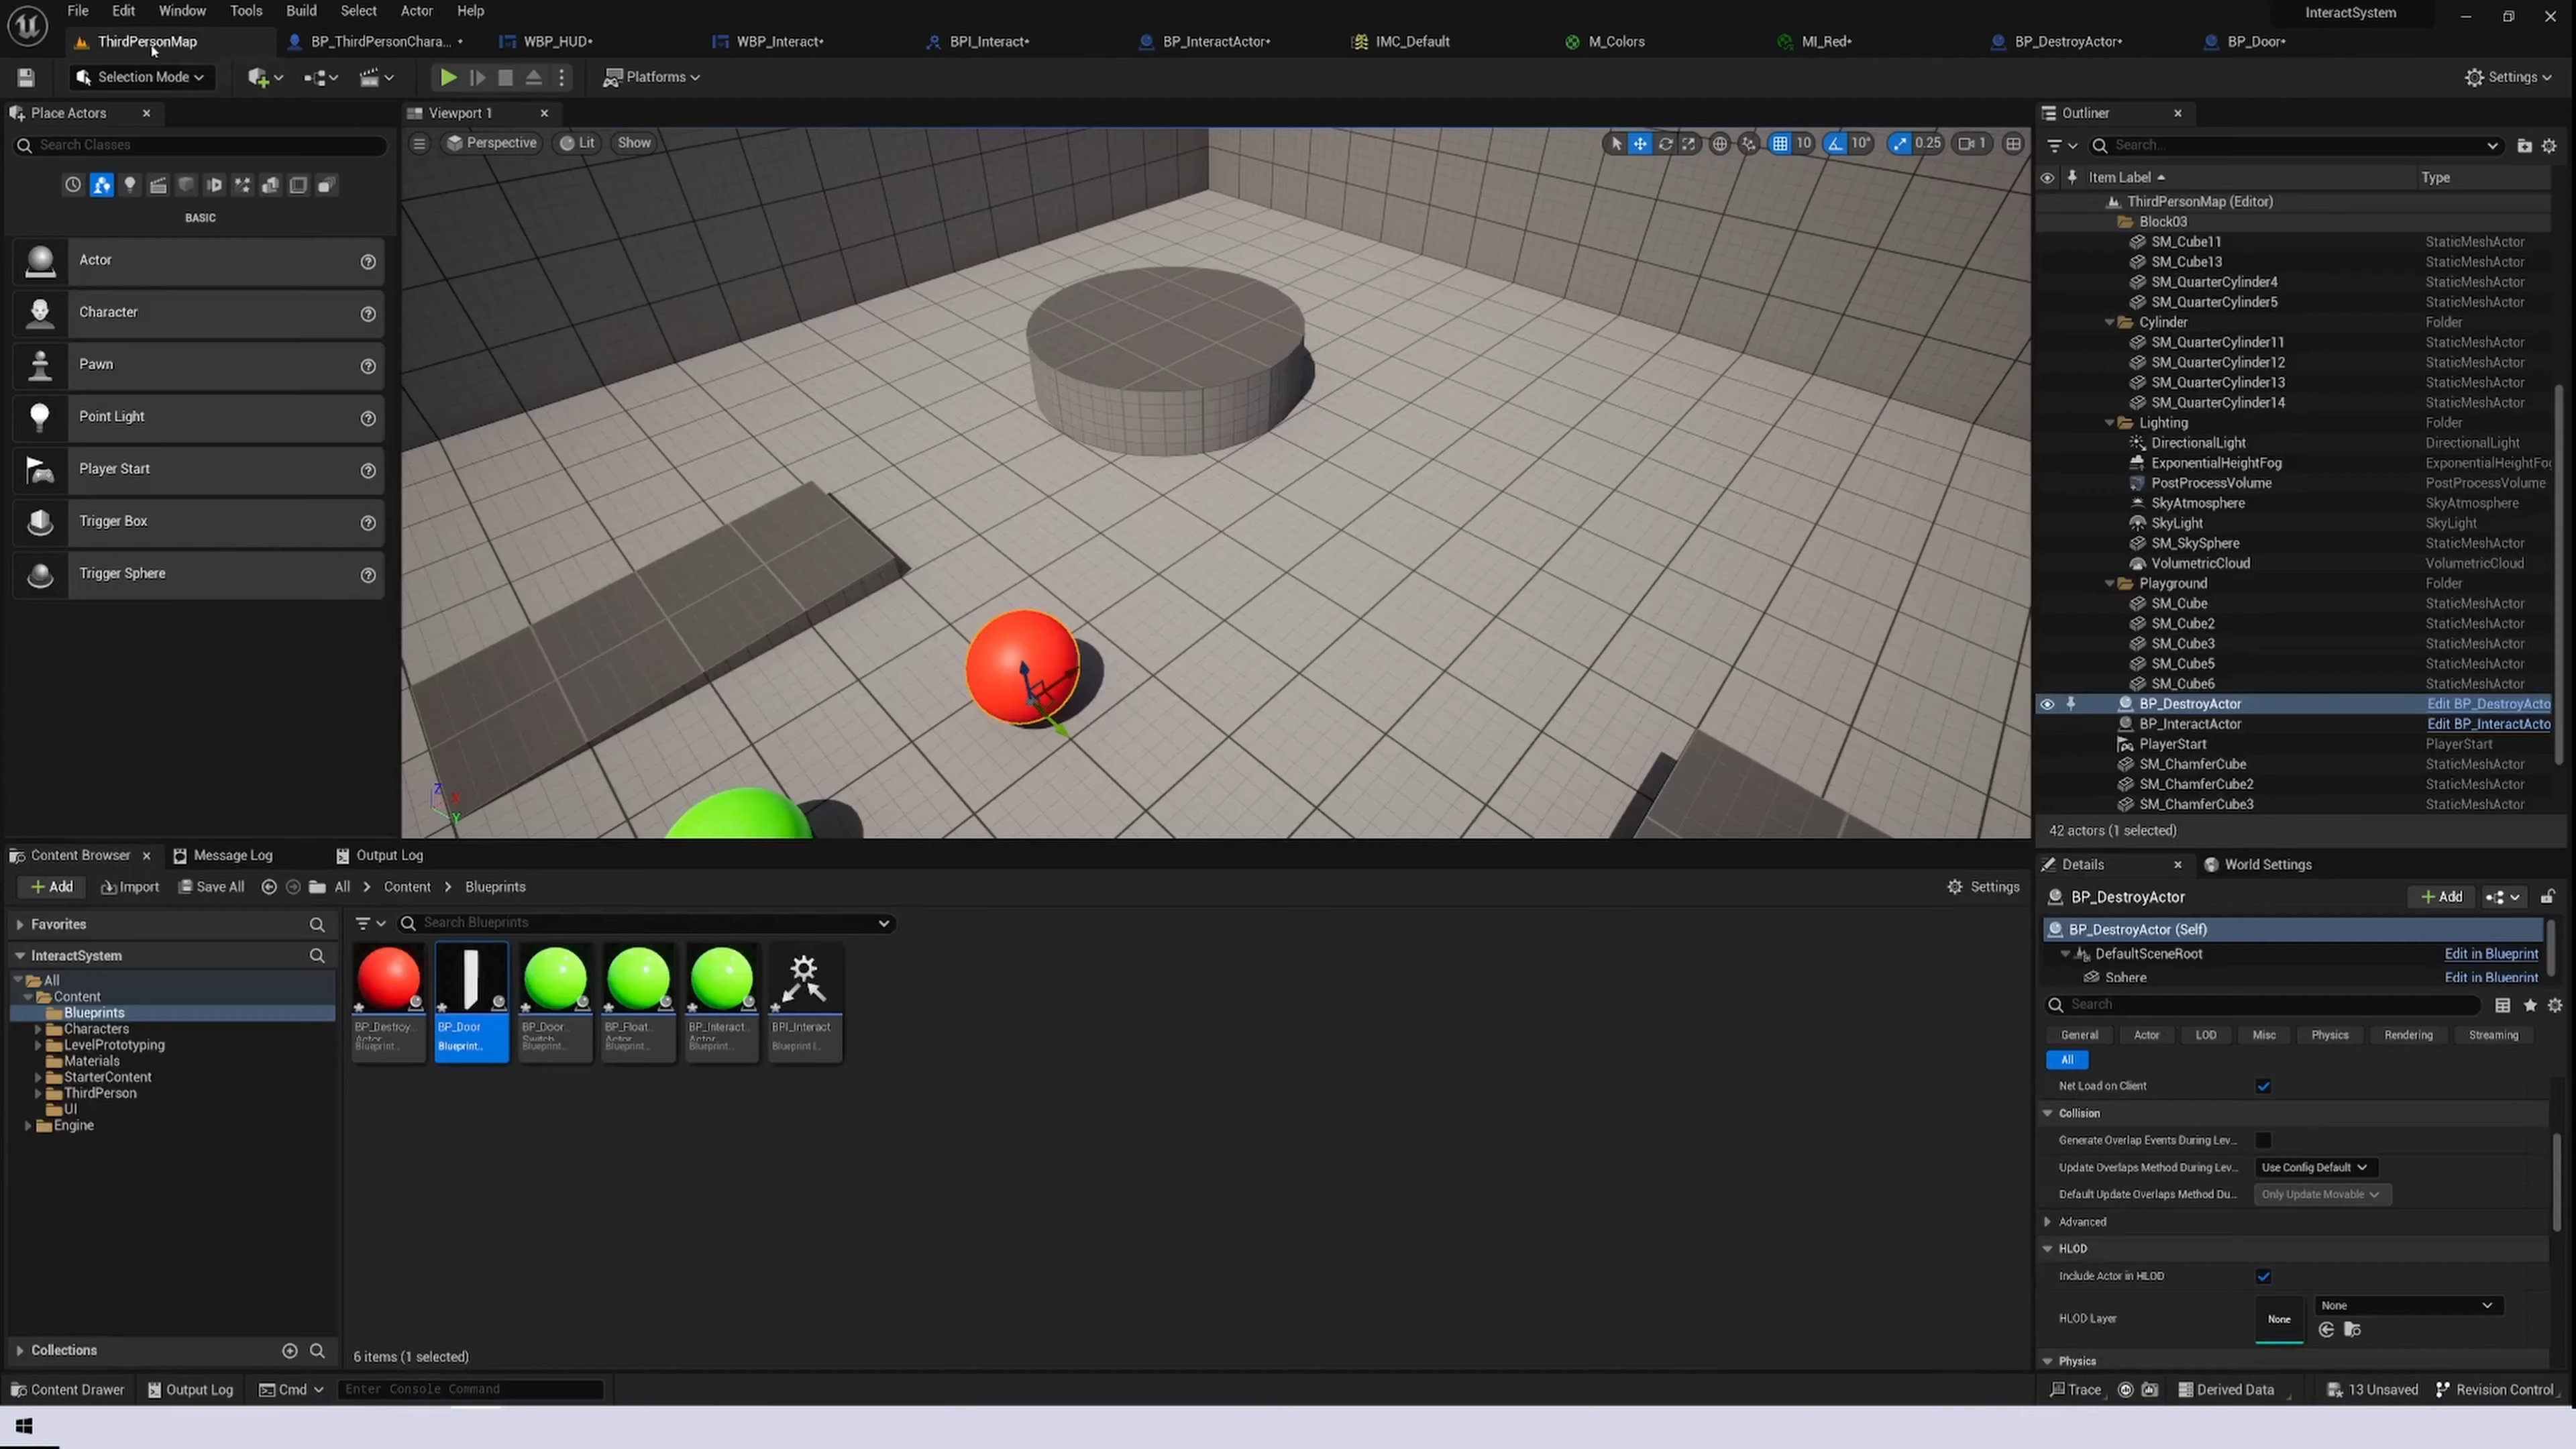 File Edit Window Tools Build Select Actor Help
InteractSystem
ThirdPersonMap
BP_ThirdPersonChara... •
WBP_HUD•
WBP_Interact•
BPI_Interact•
BP_InteractActor•
IMC_Default
M_Colors
MI_Red•
BP_DestroyActor•
BP_Door•
Selection Mode
Platforms
Settings
Place Actors
Search Classes
BASIC
Actor
Character
Pawn
Point Light
Player Start
Trigger Box
Trigger Sphere
Viewport 1
Perspective Lit Show
10 10° 0.25 1
Z
X
Y
Outliner
Search...
Item Label Type
ThirdPersonMap (Editor)
Block03
SM_Cube11 StaticMeshActor
SM_Cube13 StaticMeshActor
SM_QuarterCylinder4 StaticMeshActor
SM_QuarterCylinder5 StaticMeshActor
Cylinder Folder
SM_QuarterCylinder11 StaticMeshActor
SM_QuarterCylinder12 StaticMeshActor
SM_QuarterCylinder13 StaticMeshActor
SM_QuarterCylinder14 StaticMeshActor
Lighting Folder
DirectionalLight DirectionalLight
ExponentialHeightFog ExponentialHeightFo
PostProcessVolume PostProcessVolume
SkyAtmosphere SkyAtmosphere
SkyLight SkyLight
SM_SkySphere StaticMeshActor
VolumetricCloud VolumetricCloud
Playground Folder
SM_Cube StaticMeshActor
SM_Cube2 StaticMeshActor
SM_Cube3 StaticMeshActor
SM_Cube5 StaticMeshActor
SM_Cube6 StaticMeshActor
BP_DestroyActor Edit BP_DestroyActo
BP_InteractActor Edit BP_InteractActo
PlayerStart PlayerStart
SM_ChamferCube StaticMeshActor
SM_ChamferCube2 StaticMeshActor
SM_ChamferCube3 StaticMeshActor
42 actors (1 selected)
Content Browser Message Log Output Log
Add Import Save All All > Content > Blueprints Settings
Favorites
InteractSystem
All
Content
Blueprints
Characters
LevelPrototyping
Materials
StarterContent
ThirdPerson
UI
Engine
Collections
Search Blueprints
BP_Destroy
Actor
Blueprint..
BP_Door
Blueprint..
BP_Door
Switch
Blueprint..
BP_Float
Actor
Blueprint..
BP_Interact
Actor
Blueprint..
BPI_Interact
Blueprint I..
6 items (1 selected)
Details World Settings
BP_DestroyActor Add
BP_DestroyActor (Self)
DefaultSceneRoot Edit in Blueprint
Sphere Edit in Blueprint
Search
General Actor LOD Misc Physics Rendering Streaming
All
Net Load on Client
Collision
Generate Overlap Events During Lev...
Update Overlaps Method During Lev... Use Config Default
Default Update Overlaps Method Du... Only Update Movable
Advanced
HLOD
Include Actor in HLOD
HLOD Layer None None
Physics
Content Drawer Output Log Cmd Enter Console Command
Trace Derived Data 13 Unsaved Revision Control